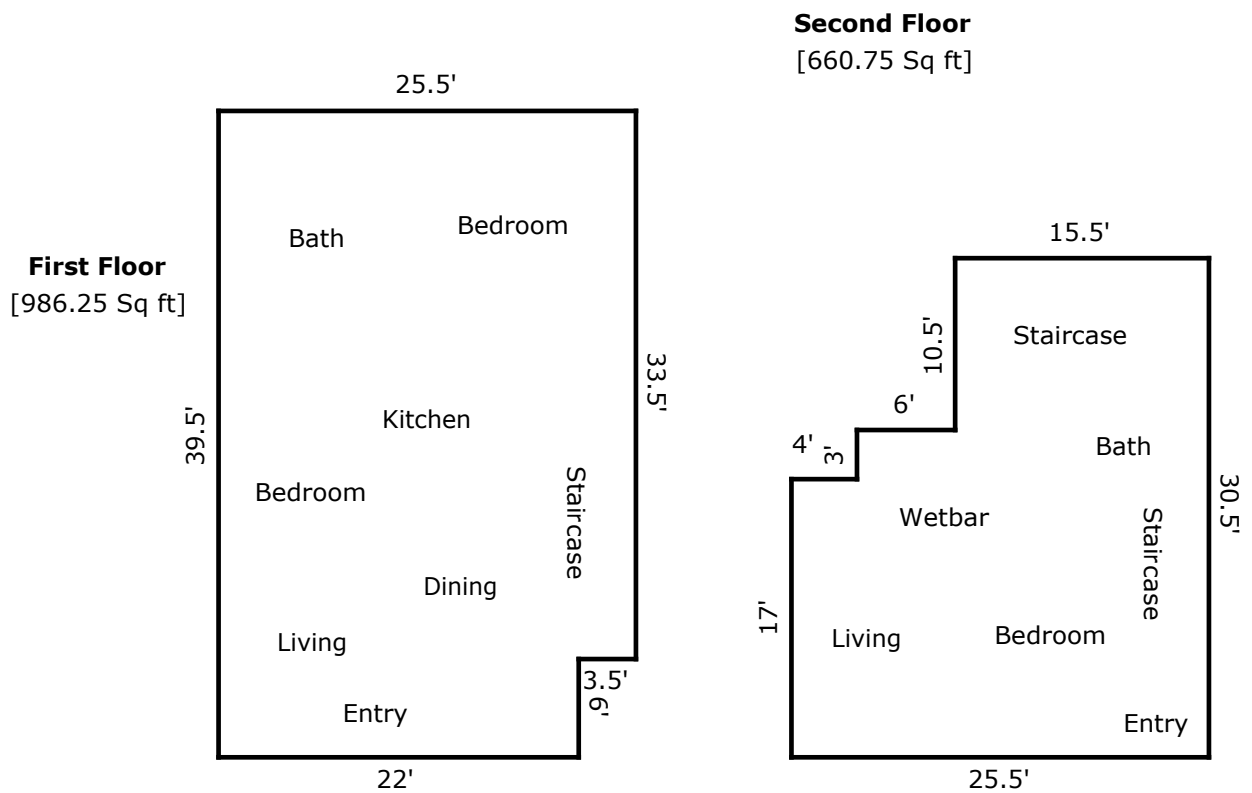 Second Floor
[660.75 Sq ft]
25.5'
Bath
Bedroom
First Floor
[986.25 Sq ft]
39.5'
33.5'
Kitchen
Bedroom
Staircase
Dining
Living
3.5'
6'
Entry
22'
15.5'
10.5'
Staircase
6'
4'
3'
Bath
30.5'
Wetbar
Staircase
17'
Living
Bedroom
Entry
25.5'